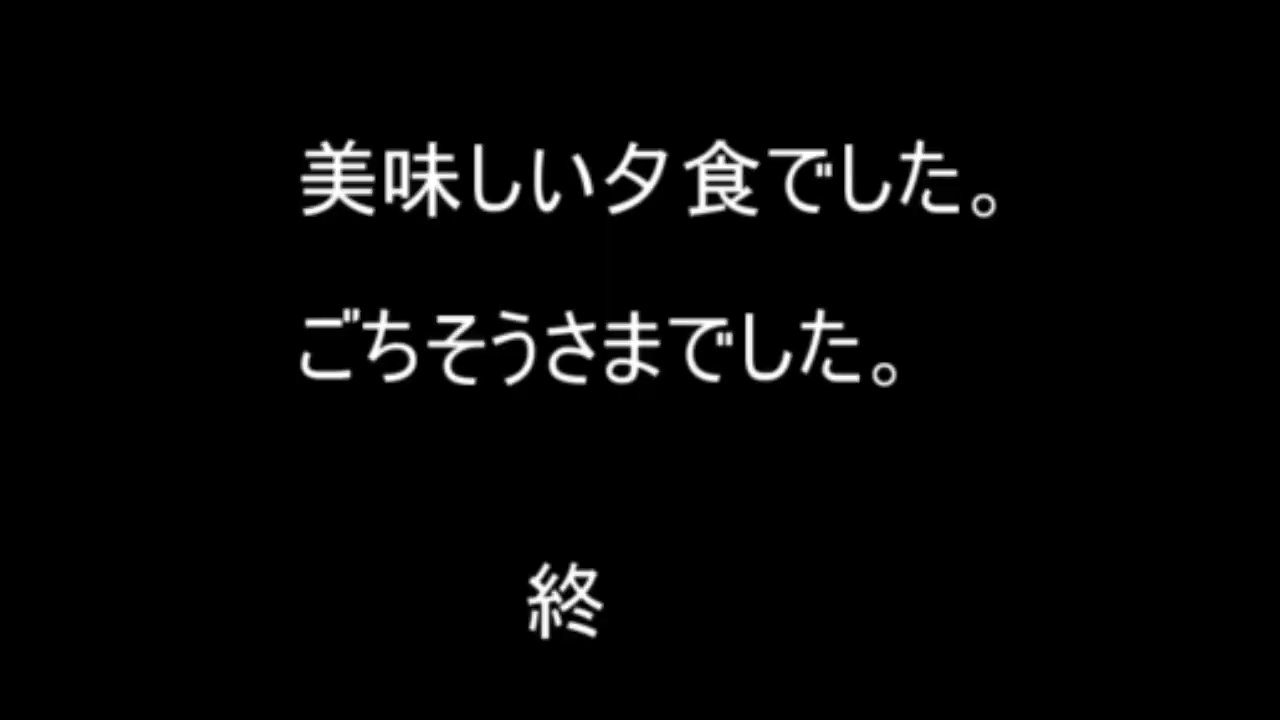 美味しい夕食でした。
ごちそうさまでした。
終